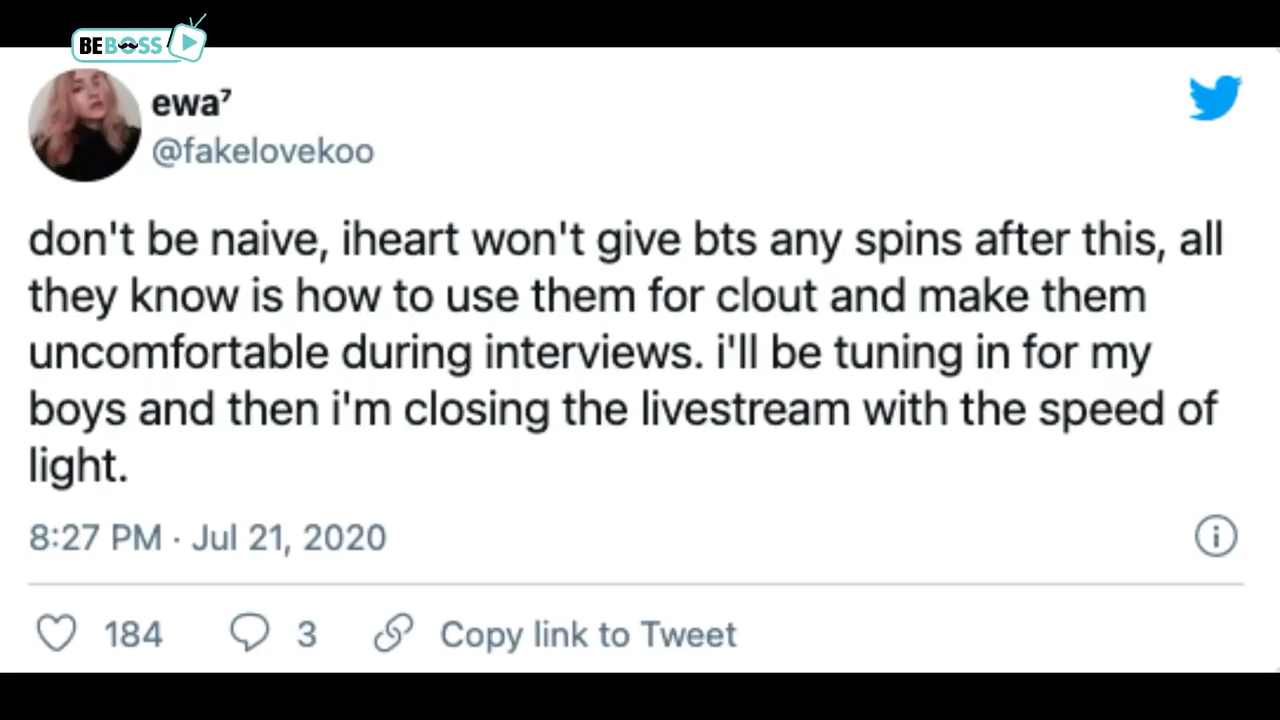 BEBOSS
ewa⁷
@fakelovekoo
don't be naive, iheart won't give bts any spins after this, all
they know is how to use them for clout and make them
uncomfortable during interviews. i'll be tuning in for my
boys and then i'm closing the livestream with the speed of
light.
8:27 PM · Jul 21, 2020
184
3
Copy link to Tweet